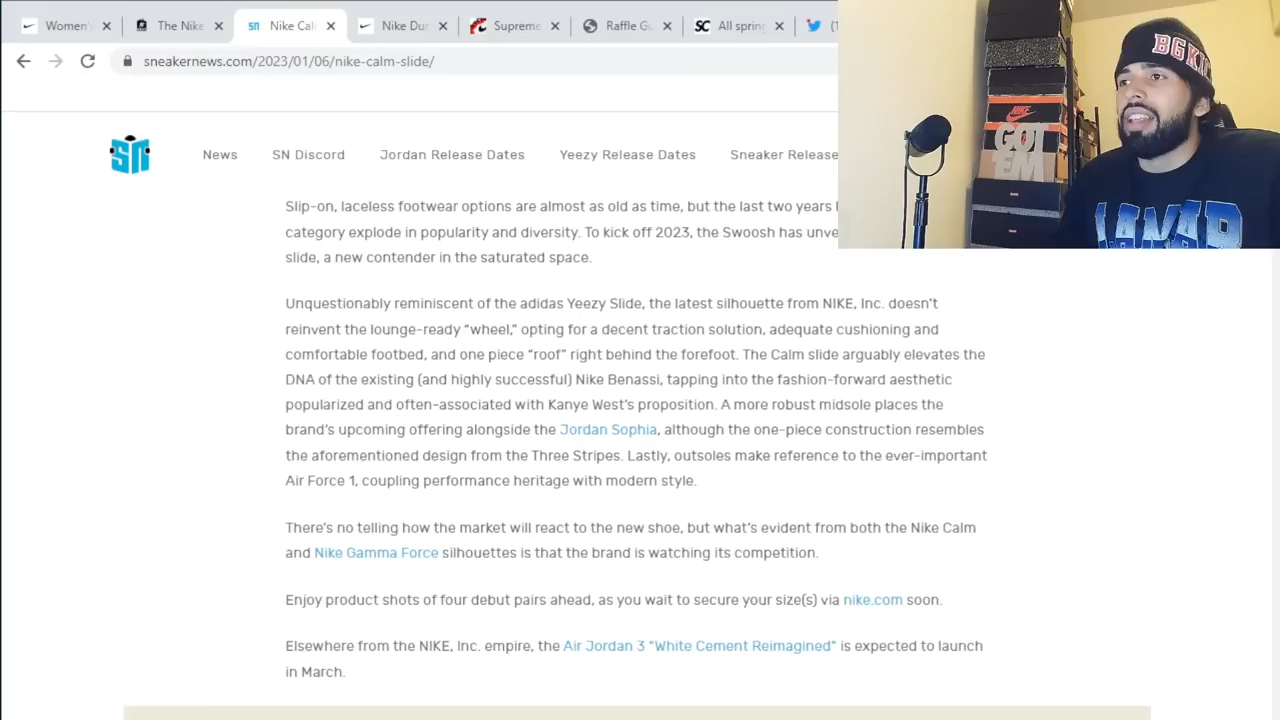 Women'
The Nike
Nike Cal
Nike Dun
Supreme
Raffle Gu
SC All spring
(1
sneakernews.com/2023/01/06/nike-calm-slide/
SN
News
SN Discord
Jordan Release Dates
Yeezy Release Dates
Sneaker Release
Slip-on, laceless footwear options are almost as old as time, but the last two years
category explode in popularity and diversity. To kick off 2023, the Swoosh has unve
slide, a new contender in the saturated space.
Unquestionably reminiscent of the adidas Yeezy Slide, the latest silhouette from NIKE, Inc. doesn't
reinvent the lounge-ready “wheel,” opting for a decent traction solution, adequate cushioning and
comfortable footbed, and one piece “roof” right behind the forefoot. The Calm slide arguably elevates the
DNA of the existing (and highly successful) Nike Benassi, tapping into the fashion-forward aesthetic
popularized and often-associated with Kanye West's proposition. A more robust midsole places the
brand's upcoming offering alongside the Jordan Sophia, although the one-piece construction resembles
the aforementioned design from the Three Stripes. Lastly, outsoles make reference to the ever-important
Air Force 1, coupling performance heritage with modern style.
There's no telling how the market will react to the new shoe, but what's evident from both the Nike Calm
and Nike Gamma Force silhouettes is that the brand is watching its competition.
Enjoy product shots of four debut pairs ahead, as you wait to secure your size(s) via nike.com soon.
Elsewhere from the NIKE, Inc. empire, the Air Jordan 3 “White Cement Reimagined” is expected to launch
in March.
NIKE
GOT
EM